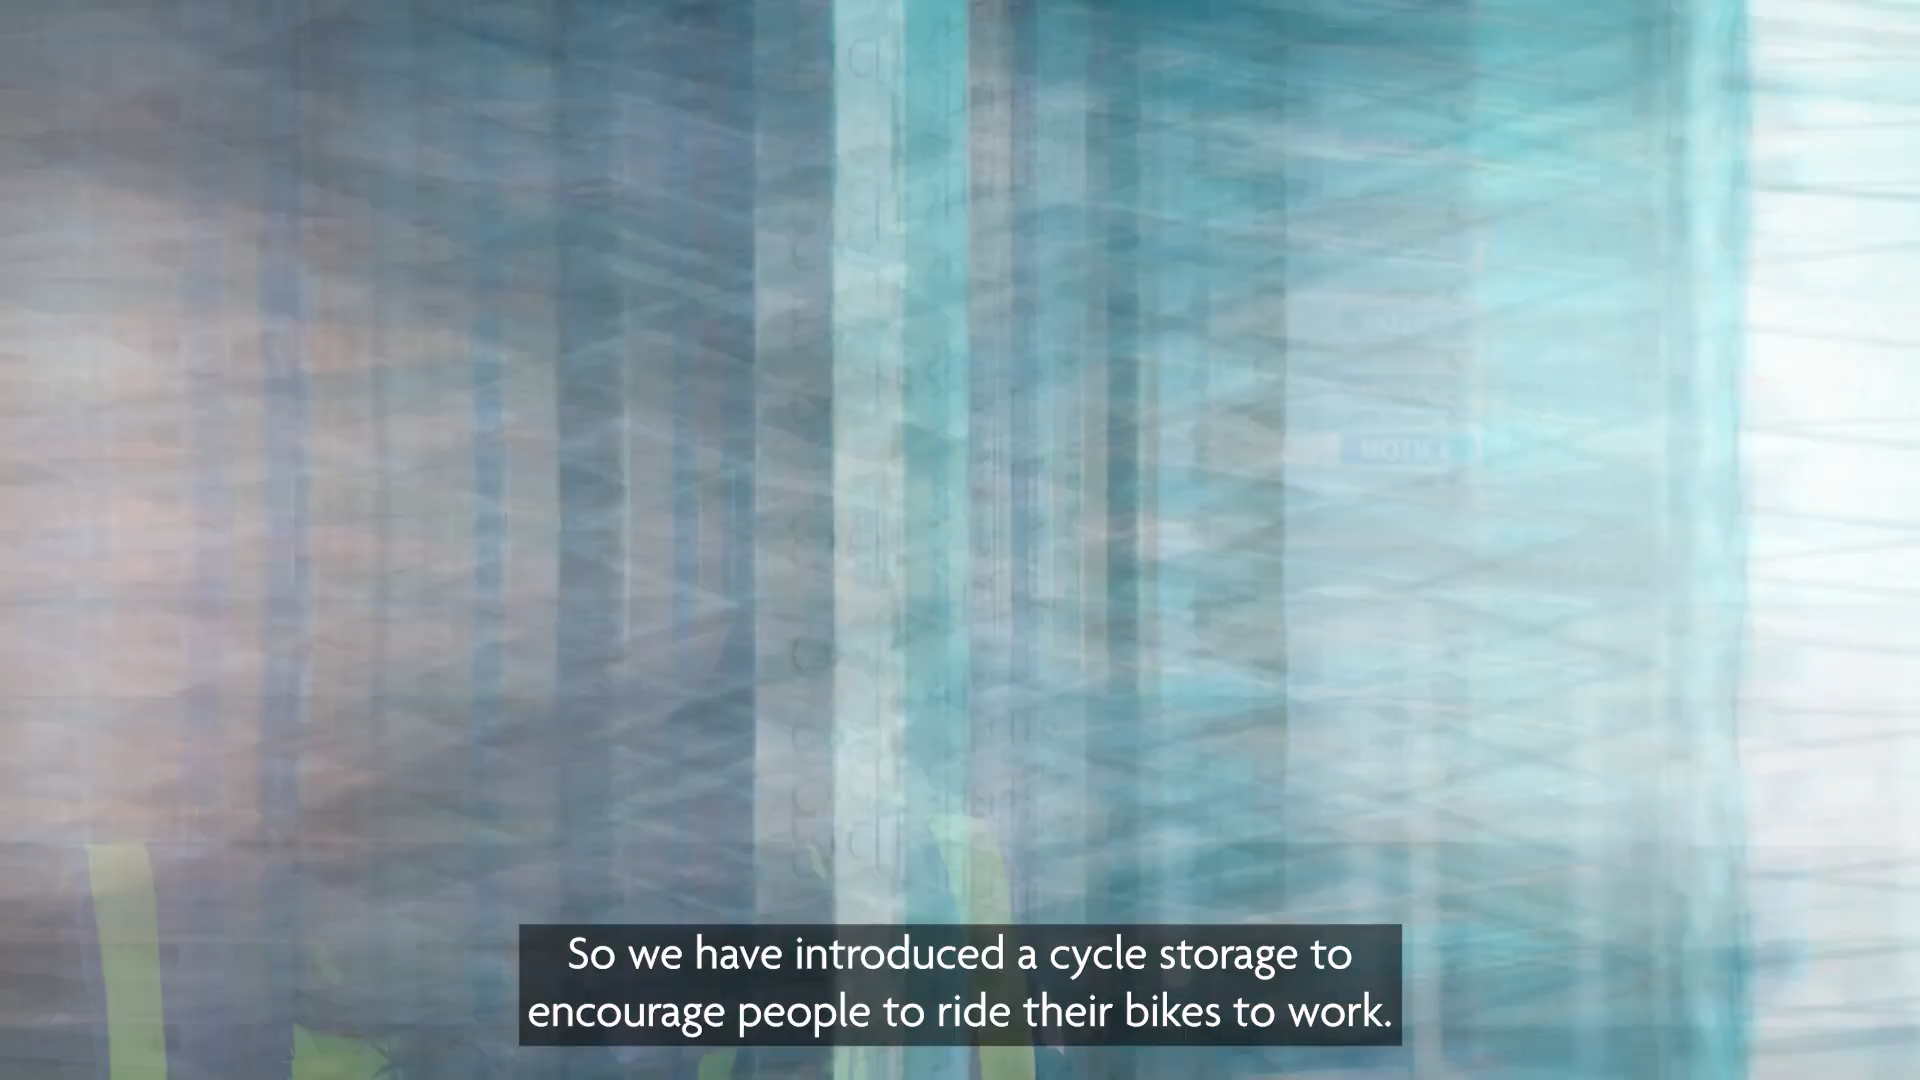 So we have introduced a cycle storage to
encourage people to ride their bikes to work.